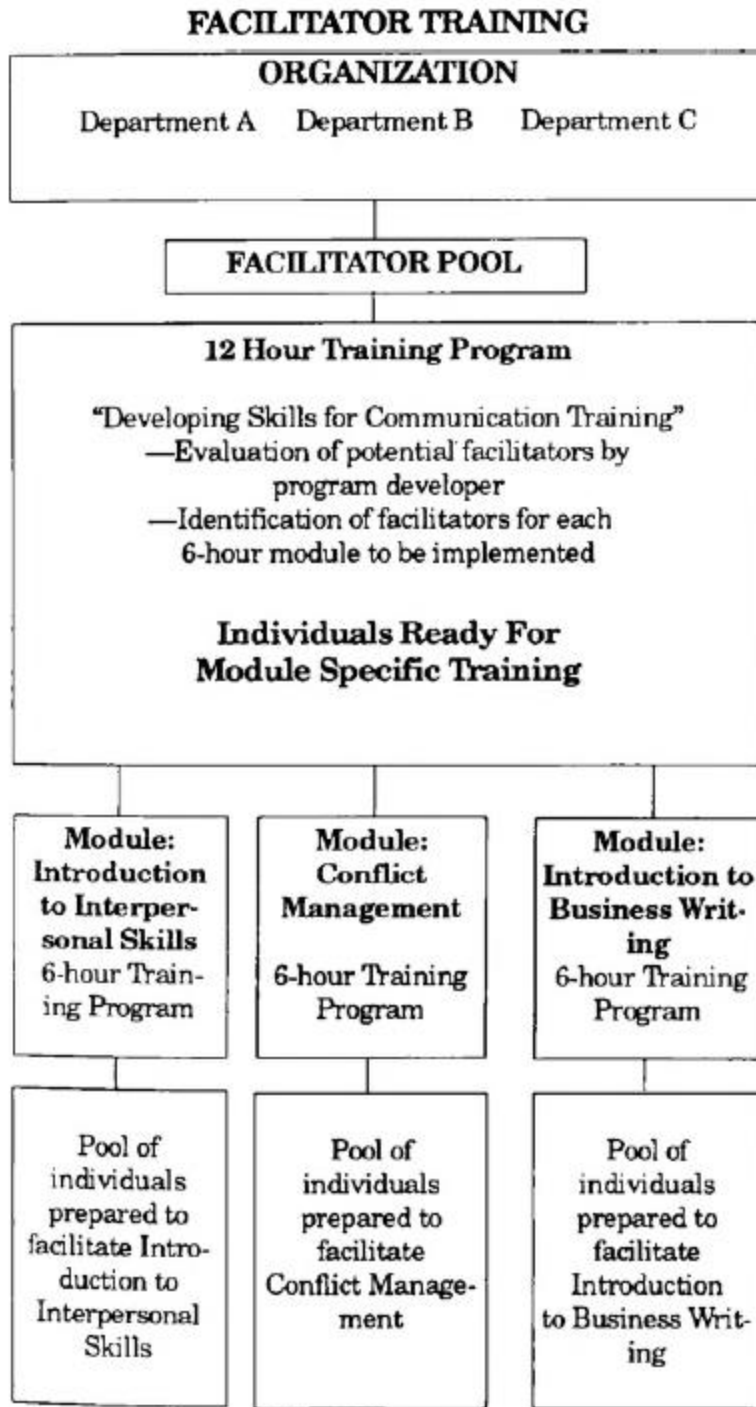 FACILITATOR TRAINING
ORGANIZATION
Department A Department B Department C
FACILITATOR POOL
12 Hour Training Program
“Developing Skills for Communication Training”
—Evaluation of potential facilitators by
program developer
—Identification of facilitators for each
6-hour module to be implemented
Individuals Ready For
Module Specific Training
Module:
Introduction
to Interper-
sonal Skills
6-hour Train-
ing Program
Module:
Conflict
Management
6-hour Training
Program
Module:
Introduction to
Business Writ-
ing
6-hour Training
Program
Pool of
individuals
prepared to
facilitate Intro-
duction to
Interpersonal
Skills
Pool of
individuals
prepared to
facilitate
Conflict Manage-
ment
Pool of
individuals
prepared to
facilitate
Introduction
to Business Writ-
ing